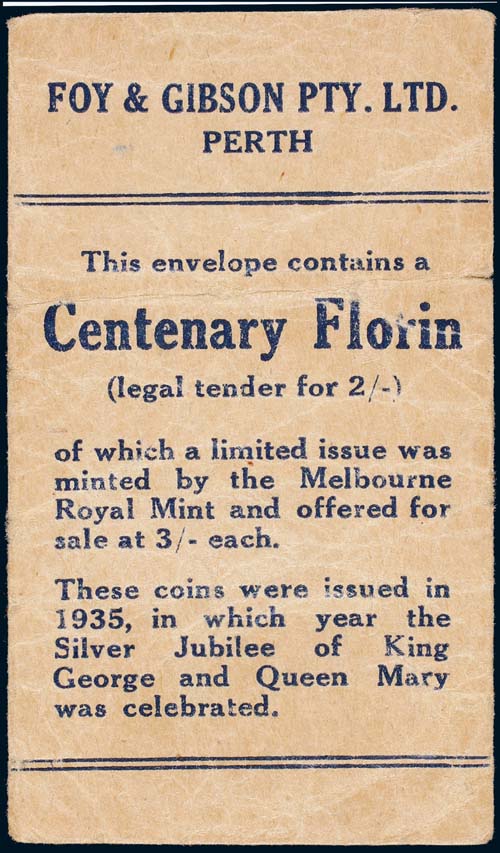 FOY & GIBSON PTY. LTD.
PERTH
This envelope contains a
Centenary Florin
(legal tender for 2/-)
of which a limited issue was
minted by the Melbourne
Royal Mint and offered for
sale at 3/- each.
These coins were issued in
1935, in which year the
Silver Jubilee of King
George and Queen Mary
was celebrated.